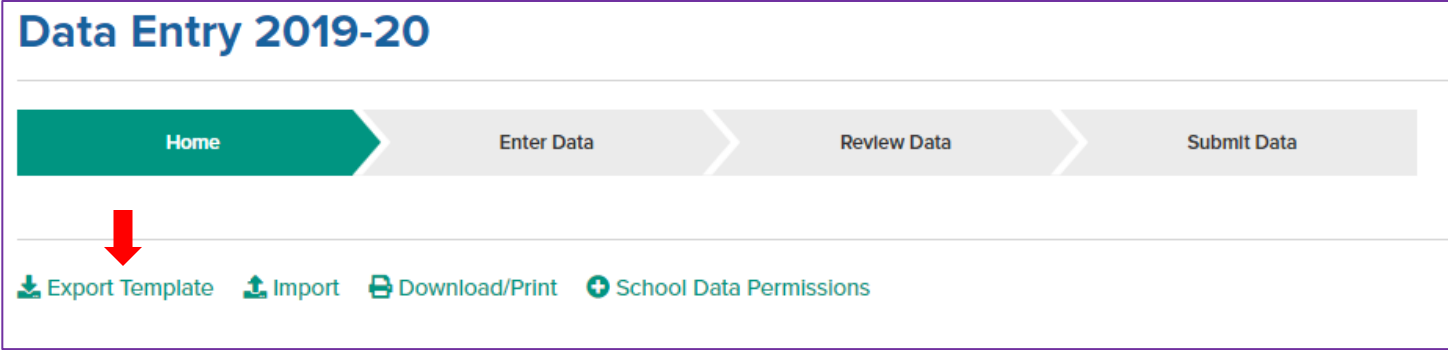 Data Entry 2019-20
Home Enter Data Review Data Submit Data
Export Template Import Download/Print School Data Permissions